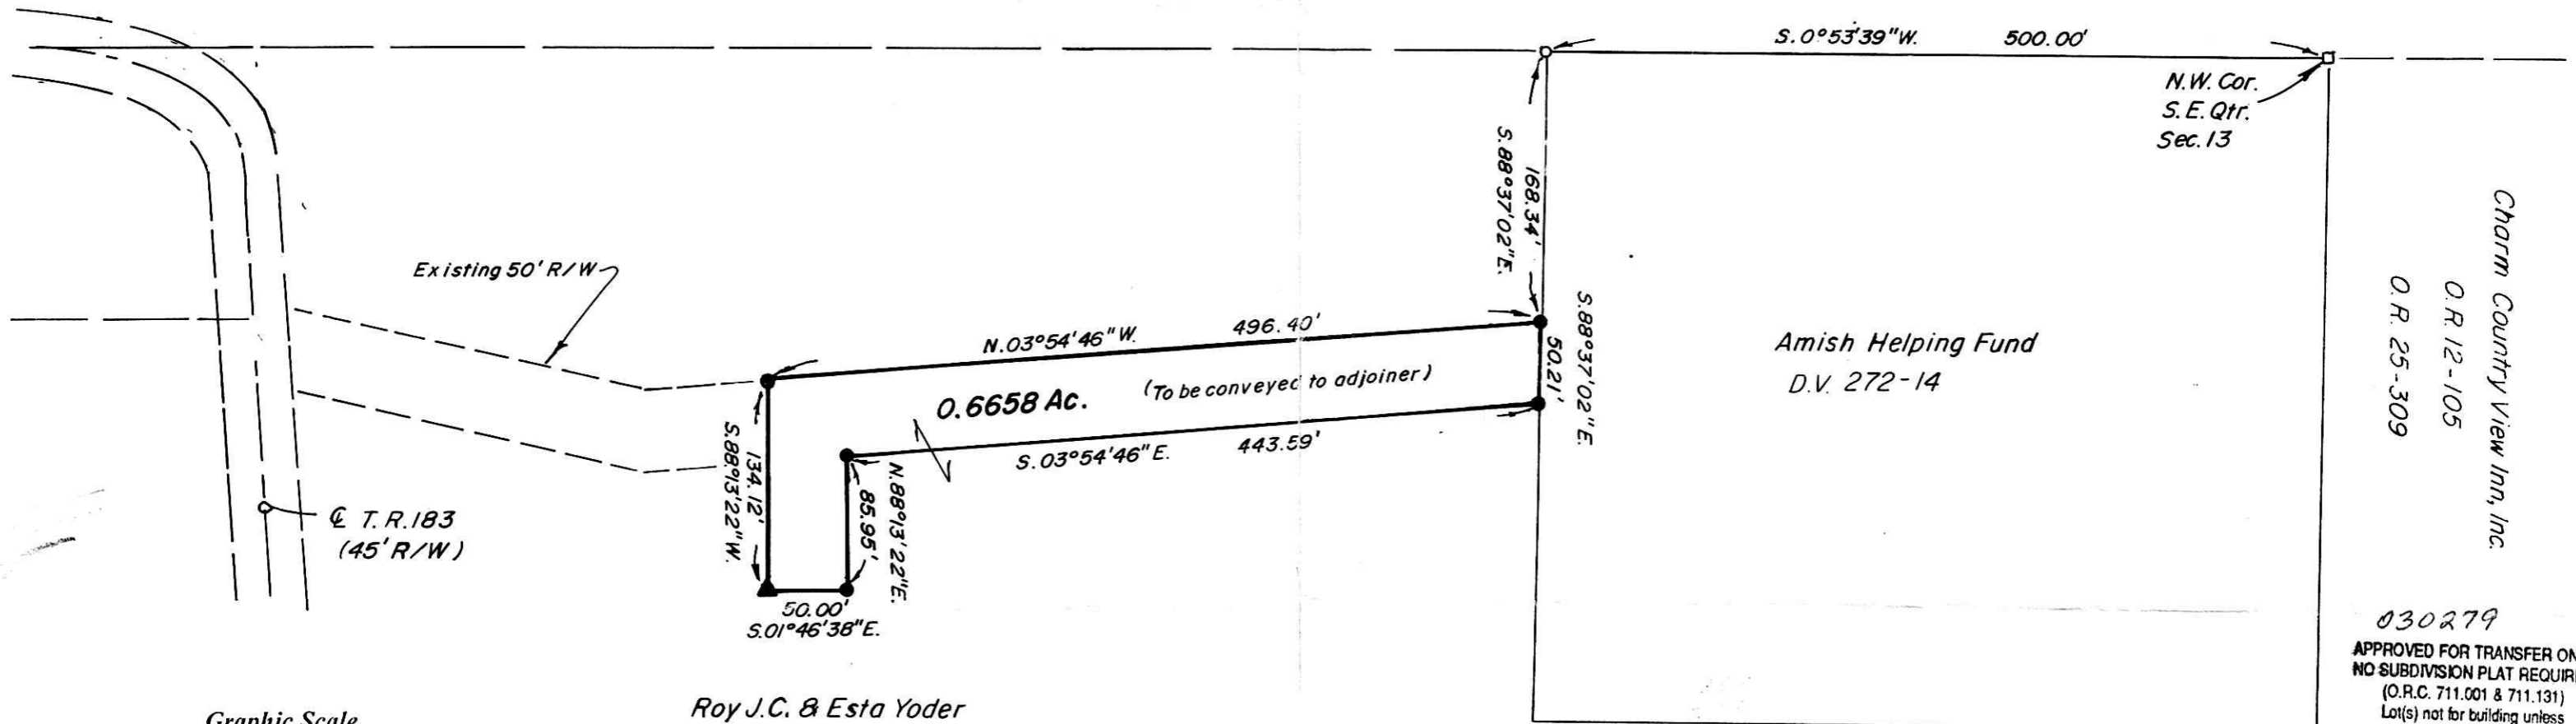 S.0°53'39"W. 500.00'
N.W. Cor.
S.E. Qtr.
Sec. 13
168.34'
S.88°37'02"E.
Existing 50' R/W
N.03°54'46"W. 496.40'
S.88°37'02"E.
50.21'
0.6658 Ac. (To be conveyed to adjoiner)
S.03°54'46"E. 443.59'
134.12'
S.88°13'22"W.
N.88°13'22"E.
85.95'
50.00'
S.01°46'38"E.
℄ T.R.183
(45' R/W)
Amish Helping Fund
D.V. 272-14
Charm Country View Inn, Inc.
O.R. 12-105
O.R. 25-309
Roy J.C. & Esta Yoder
Graphic Scale
030279
APPROVED FOR TRANSFER ON
NO SUBDIVISION PLAT REQUIR
(O.R.C. 711.001 & 711.131)
Lot(s) not for building unless